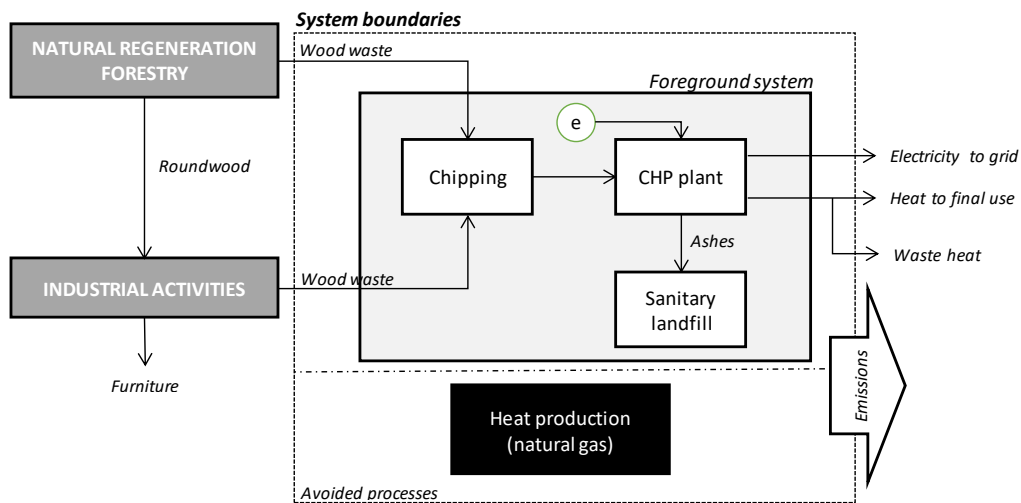 System boundaries
NATURAL REGENERATION
FORESTRY
Wood waste
Foreground system
e
Roundwood
Chipping
CHP plant
Electricity to grid
Heat to final use
Ashes
Waste heat
INDUSTRIAL ACTIVITIES
Wood waste
Sanitary
landfill
Furniture
Emissions
Heat production
(natural gas)
Avoided processes